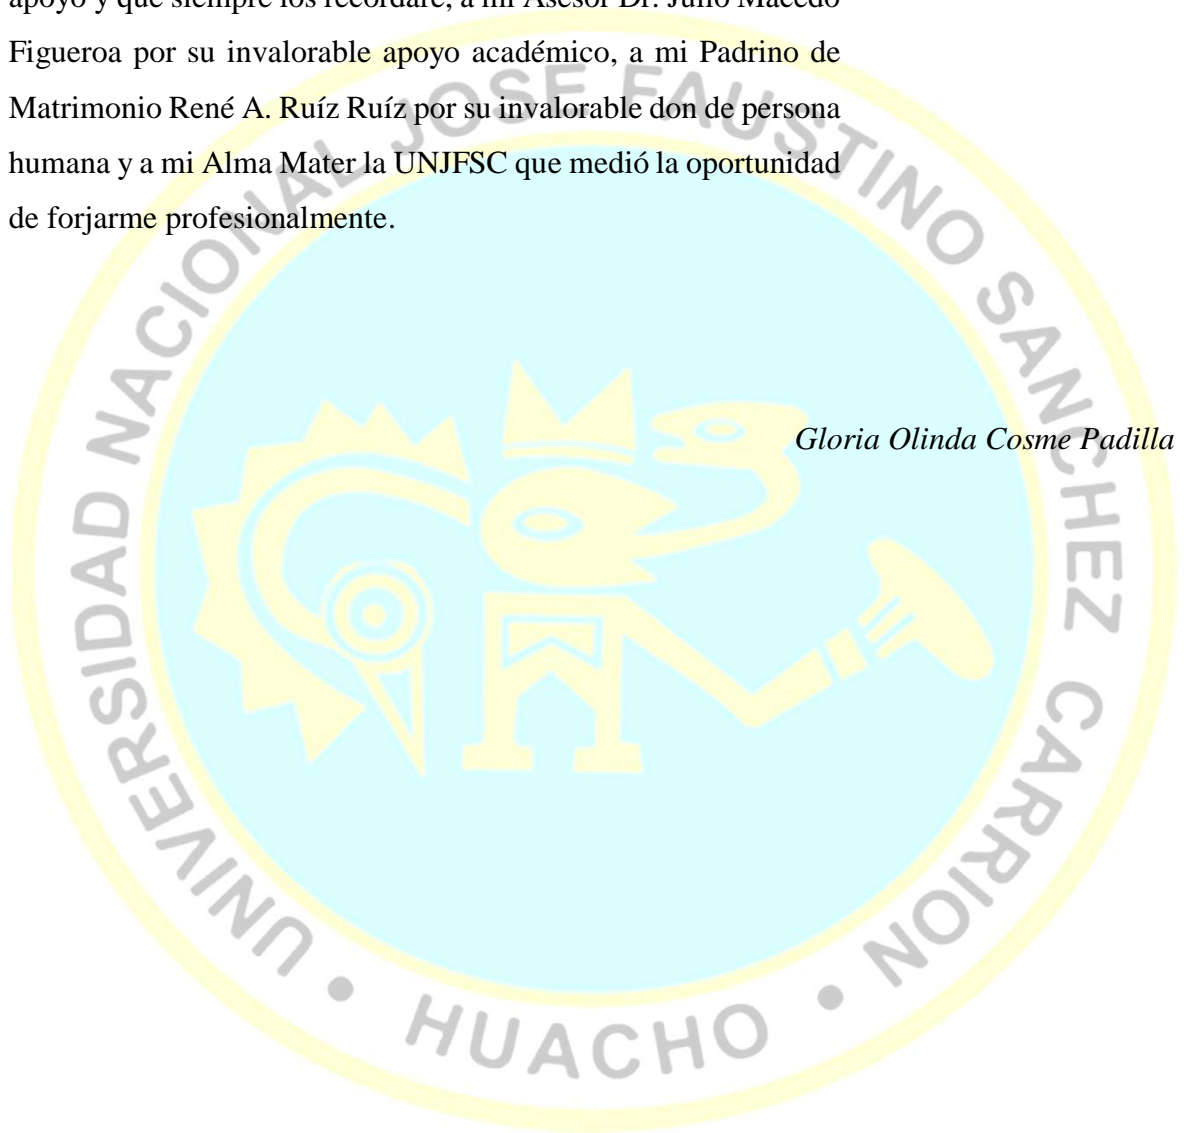 apoyo y que siempre los recordaré, a mi Asesor Dr. Julio Macedo
Figueroa por su invalorable apoyo académico, a mi Padrino de
Matrimonio René A. Ruíz Ruíz por su invalorable don de persona
humana y a mi Alma Mater la UNJFSC que medió la oportunidad
de forjarme profesionalmente.
Gloria Olinda Cosme Padilla
UNIVERSIDAD NACIONAL JOSE FAUSTINO SANCHEZ CARRION • HUACHO •